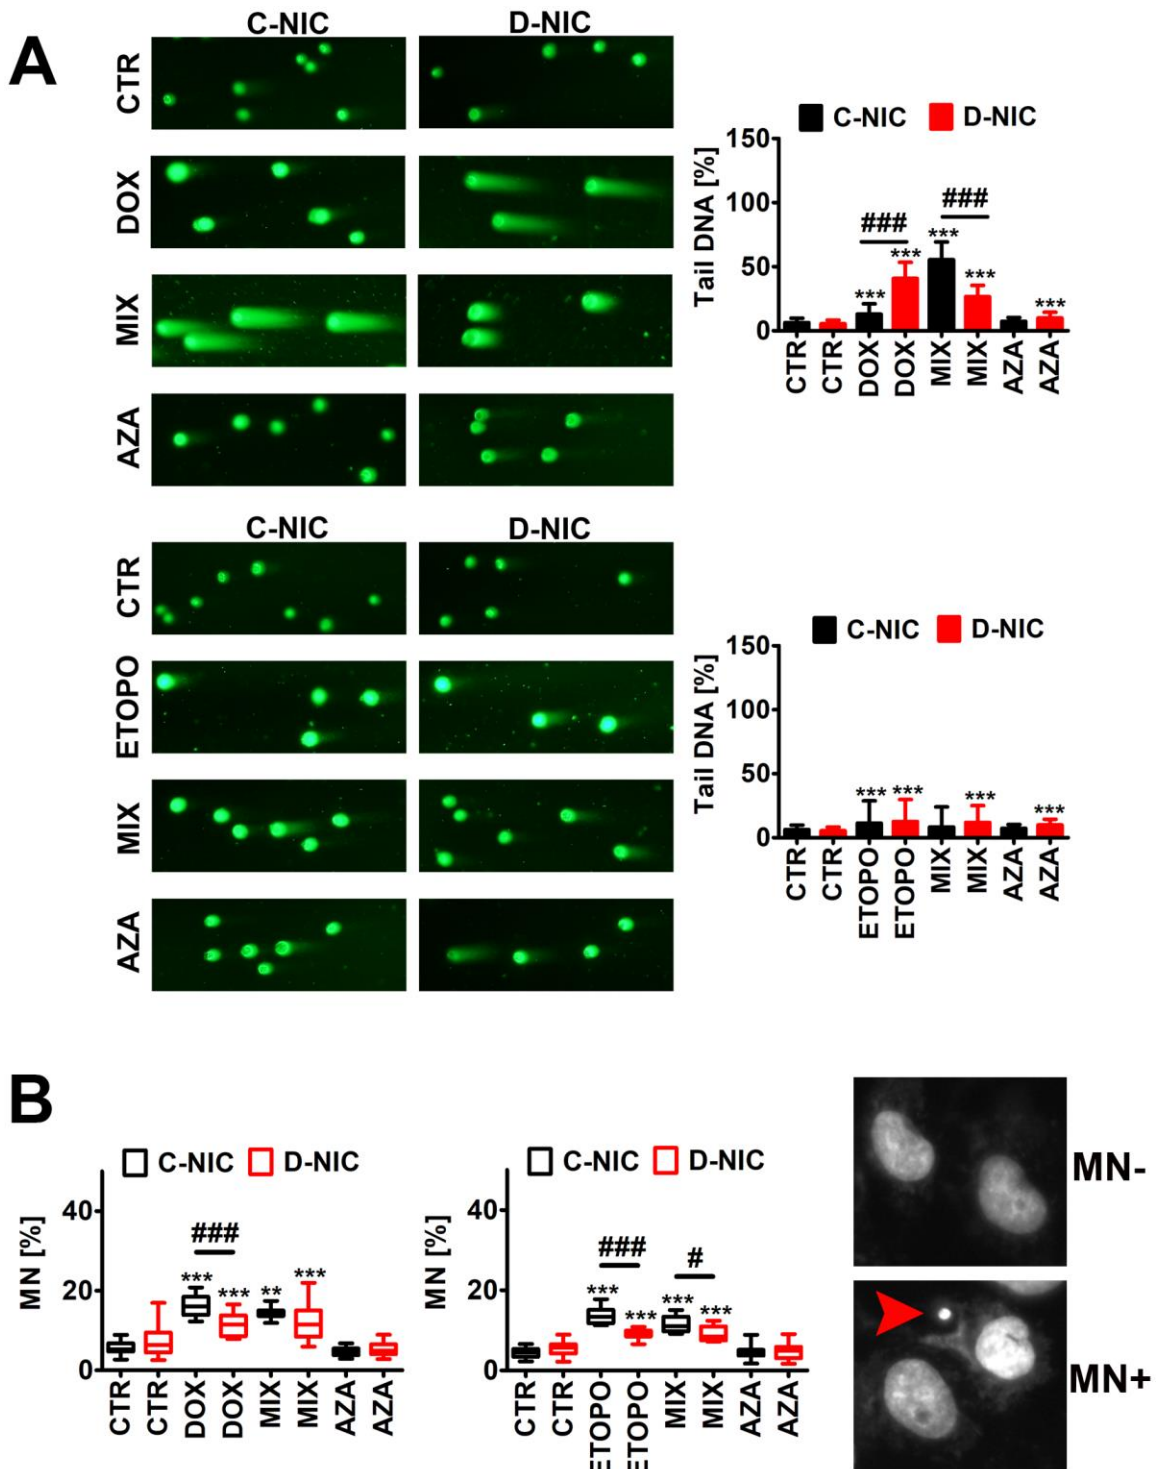 A
C-NIC
D-NIC
CTR
DOX
MIX
AZA
C-NIC D-NIC
Tail DNA [%]
150
100
50
0
###
###
***
***
***
***
***
CTR
CTR
DOX
DOX
MIX
MIX
AZA
AZA
C-NIC
D-NIC
CTR
ETOPO
MIX
AZA
C-NIC D-NIC
Tail DNA [%]
150
100
50
0
***
***
***
***
CTR
CTR
ETOPO
ETOPO
MIX
MIX
AZA
AZA
B
C-NIC D-NIC
MN [%]
40
20
0
###
***
***
**
***
CTR
CTR
DOX
DOX
MIX
MIX
AZA
AZA
C-NIC D-NIC
MN [%]
40
20
0
###
#
***
***
***
***
CTR
CTR
ETOPO
ETOPO
MIX
MIX
AZA
AZA
MN-
MN+